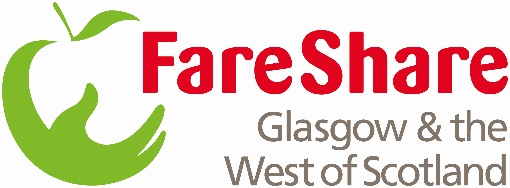 FareShare
Glasgow & the
West of Scotland